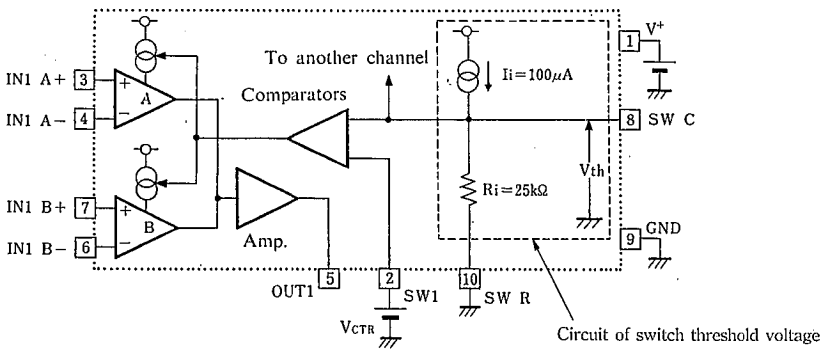 To another channel
Comparators
Ii=100μA
1 V+
IN1 A+ 3
A
+
−
IN1 A− 4
8 SW C
Vth
Ri=25kΩ
IN1 B+ 7
B
+
−
IN1 B− 6
Amp.
9 GND
5
OUT1
2
SW1
10
SW R
VCTR
Circuit of switch threshold voltage